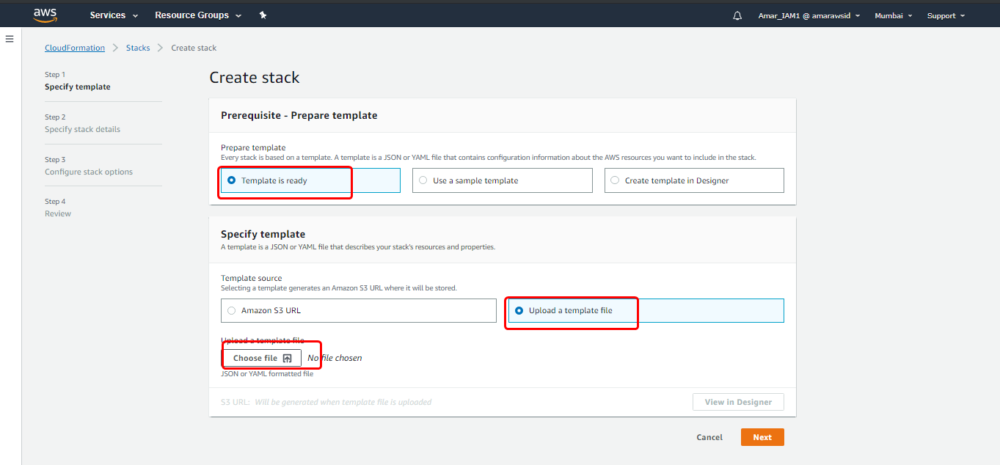 aws Services Resource Groups Amar_IAM1 @ amarawsid Mumbai Support
CloudFormation Stacks Create stack
Step 1
Specify template
Step 2
Specify stack details
Step 3
Configure stack options
Step 4
Review
Create stack
Prerequisite - Prepare template
Prepare template
Every stack is based on a template. A template is a JSON or YAML file that contains configuration information about the AWS resources you want to include in the stack.
Template is ready Use a sample template Create template in Designer
Specify template
A template is a JSON or YAML file that describes your stack's resources and properties.
Template source
Selecting a template generates an Amazon S3 URL where it will be stored.
Amazon S3 URL Upload a template file
Upload a template file
Choose file No file chosen
JSON or YAML formatted file
S3 URL: Will be generated when template file is uploaded View in Designer
Cancel Next